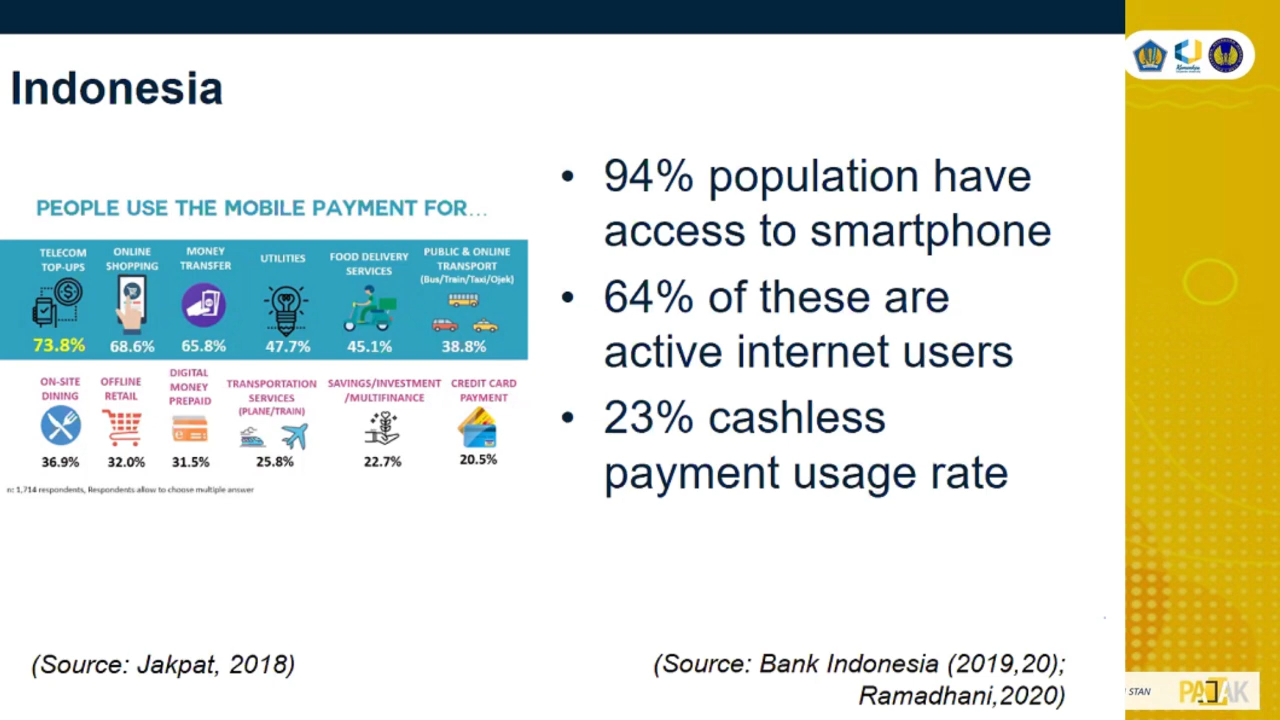 Indonesia
PEOPLE USE THE MOBILE PAYMENT FOR...
TELECOM
TOP-UPS
73.8%
ONLINE
SHOPPING
68.6%
MONEY
TRANSFER
65.8%
UTILITIES
47.7%
FOOD DELIVERY
SERVICES
45.1%
PUBLIC & ONLINE
TRANSPORT
(Bus/Train/Taxi/Ojek)
38.8%
ON-SITE
DINING
36.9%
OFFLINE
RETAIL
32.0%
DIGITAL
MONEY
PREPAID
31.5%
TRANSPORTATION
SERVICES
(PLANE/TRAIN)
25.8%
SAVINGS/INVESTMENT
/MULTIFINANCE
22.7%
CREDIT CARD
PAYMENT
20.5%
n: 1,714 respondents, Respondents allow to choose multiple answer
• 94% population have
access to smartphone
• 64% of these are
active internet users
• 23% cashless
payment usage rate
(Source: Jakpat, 2018)
(Source: Bank Indonesia (2019,20);
Ramadhani,2020)
STAN
PAJAK